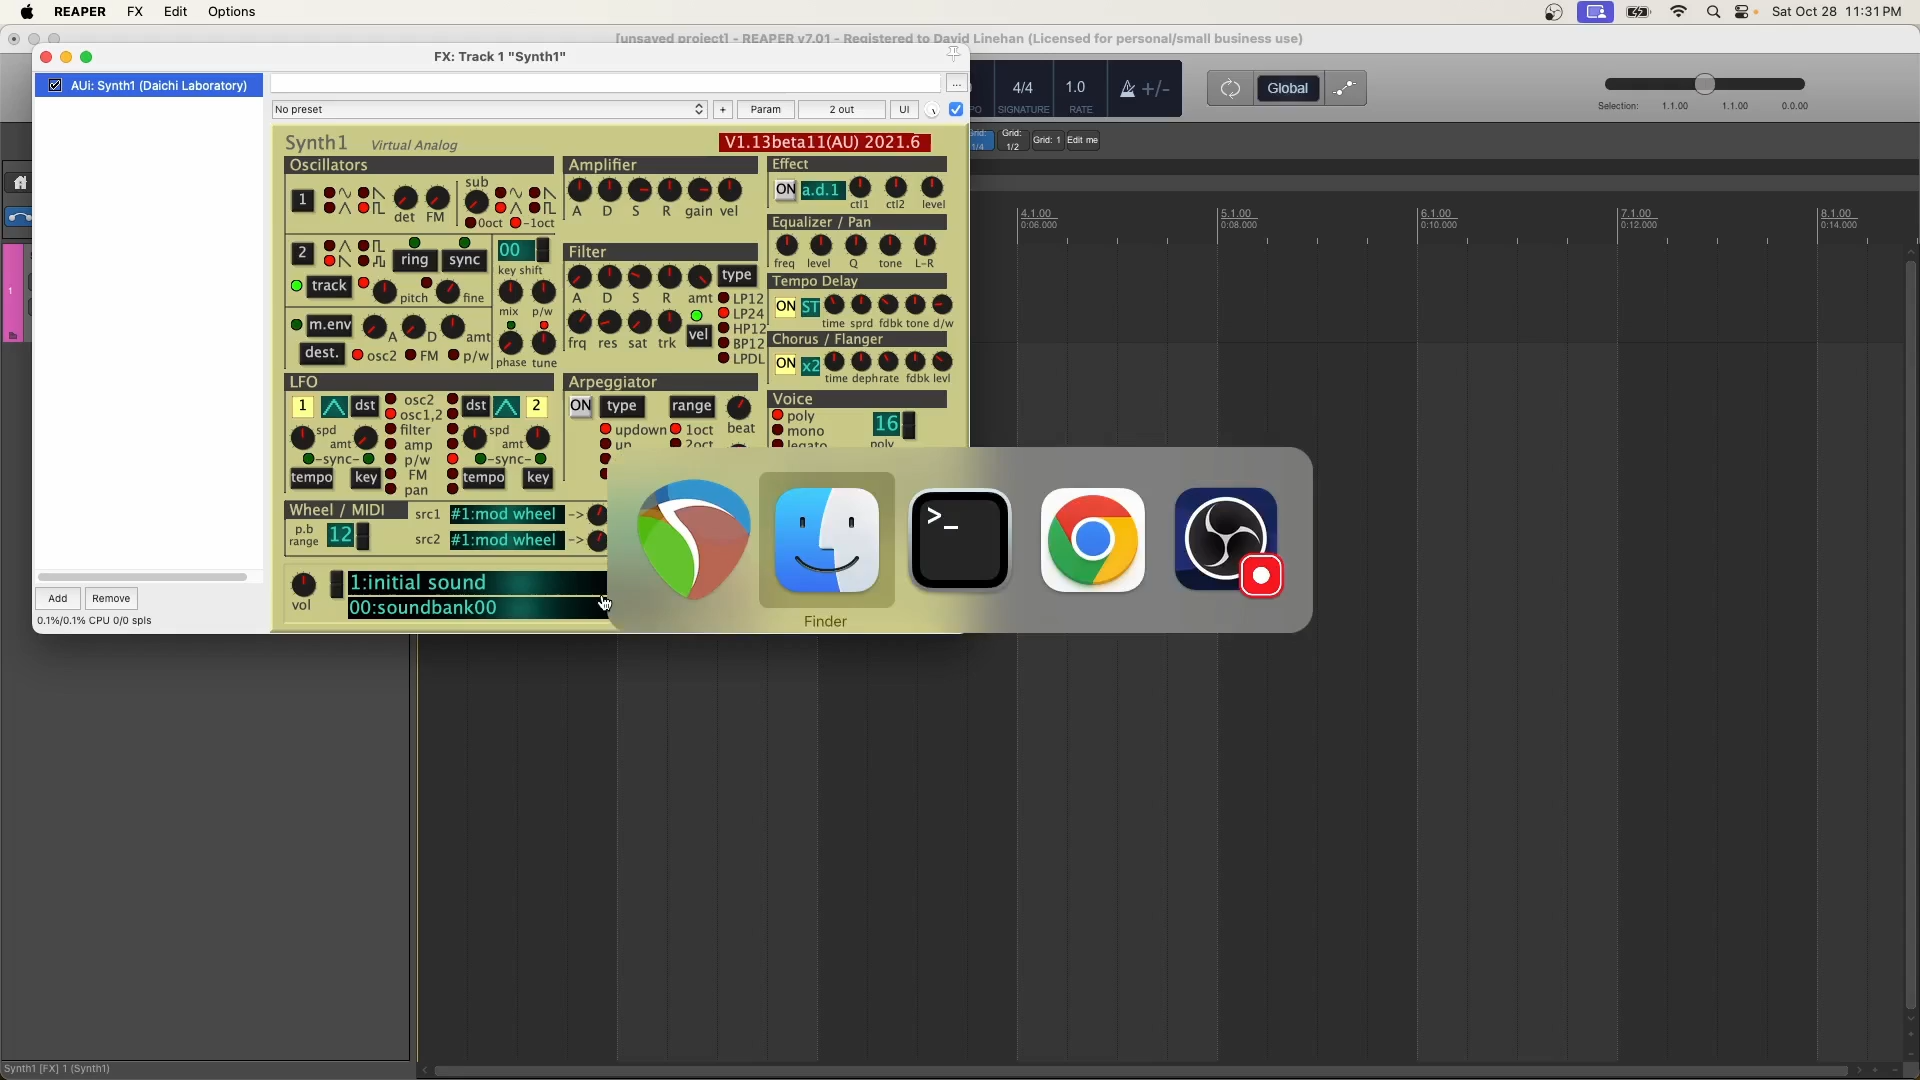 REAPER FX Edit Options
Sat Oct 28 11:31 PM
[unsaved project] - REAPER v7.01 - Registered to David Linehan (Licensed for personal/small business use)
FX: Track 1 "Synth1"
AUi: Synth1 (Daichi Laboratory)
...
No preset + Param 2 out UI
4/4 1.0 +/- Global
SIGNATURE RATE Selection: 1.1.00 1.1.00 0.0.00
Grid: 1/2 Grid: 1 Edit me
Synth1 Virtual Analog V1.13beta11(AU) 2021.6
Oscillators Amplifier Effect
1 sub ON a.d.1
det FM A D S R gain vel ctl1 ctl2 level
0oct -1oct Equalizer / Pan
2 ring sync 00 Filter
key shift freq level Q tone L-R
track pitch fine type Tempo Delay
mix p/w A D S R amt LP12 ON ST
LP24 time sprd fdbk tone d/w
m.env A D amt HP12
frq res sat trk vel Chorus / Flanger
dest. osc2 FM p/w BP12
phase tune LPDL ON x2
time dephrate fdbk levl
LFO Arpeggiator Voice
1 dst osc2 dst 2 ON type range poly 16
osc1,2 beat mono
spd filter spd updown 1oct legato poly
amt amp amt up 2oct
-sync- p/w -sync-
tempo key FM tempo key
pan
Wheel / MIDI src1 #1:mod wheel ->
p.b range 12 src2 #1:mod wheel ->
vol 1:initial sound
00:soundbank00
Add Remove
0.1%/0.1% CPU 0/0 spls
Finder
4.1.00 5.1.00 6.1.00 7.1.00 8.1.00
0:06.000 0:08.000 0:10.000 0:12.000 0:14.000
1
>_
Synth1 [FX] 1 (Synth1)